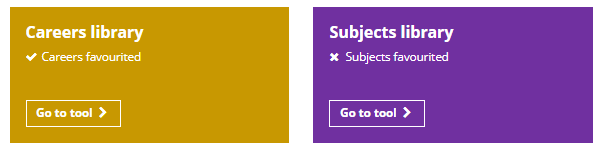 Careers library
✔ Careers favourited
Go to tool
Subjects library
✖ Subjects favourited
Go to tool